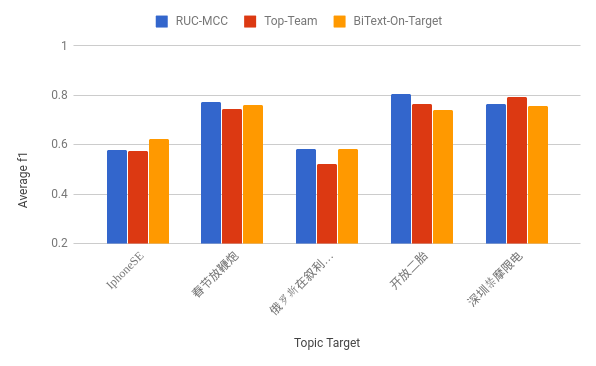 RUC-MCC Top-Team BiText-On-Target
1
0.8
0.6
0.4
0.2
Average f1
IphoneSE
春节放鞭炮
俄罗斯在叙利…
开放二胎
深圳禁摩限电
Topic Target